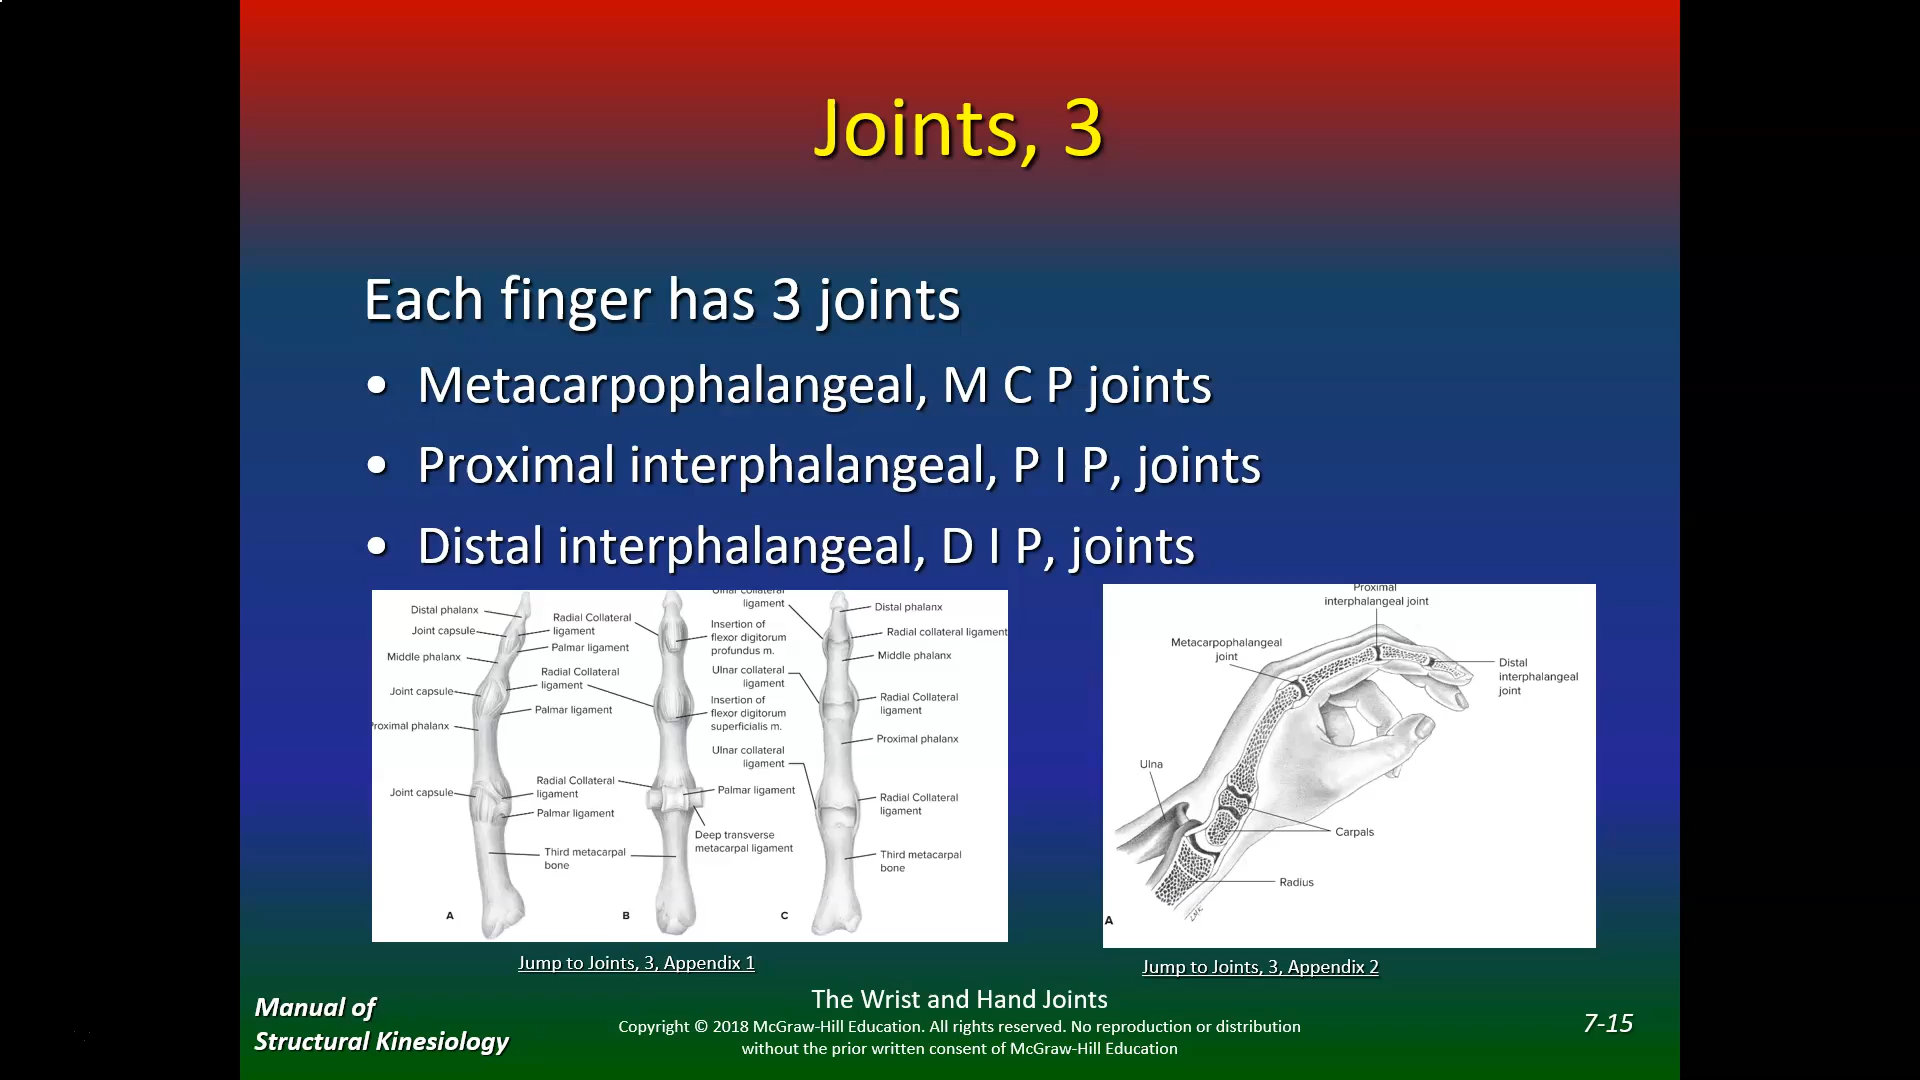 Joints, 3
Each finger has 3 joints
• Metacarpophalangeal, M C P joints
• Proximal interphalangeal, P I P, joints
• Distal interphalangeal, D I P, joints
Distal phalanx
Joint capsule
Middle phalanx
Joint capsule
Proximal phalanx
Joint capsule
Radial Collateral
ligament
Palmar ligament
Radial Collateral
ligament
Palmar ligament
Radial Collateral
ligament
Palmar ligament
Third metacarpal
bone
A
Insertion of
flexor digitorum
profundus m.
Insertion of
flexor digitorum
superficialis m.
Palmar ligament
Deep transverse
metacarpal ligament
B
Ulnar collateral
ligament
Ulnar collateral
ligament
Ulnar collateral
ligament
Distal phalanx
Radial collateral ligament
Middle phalanx
Radial Collateral
ligament
Proximal phalanx
Radial Collateral
ligament
Third metacarpal
bone
C
Proximal
interphalangeal joint
Metacarpophalangeal
joint
Distal
interphalangeal
joint
Ulna
Carpals
Radius
A
Jump to Joints, 3, Appendix 1
Jump to Joints, 3, Appendix 2
Manual of
Structural Kinesiology
The Wrist and Hand Joints
Copyright © 2018 McGraw-Hill Education. All rights reserved. No reproduction or distribution
without the prior written consent of McGraw-Hill Education
7-15